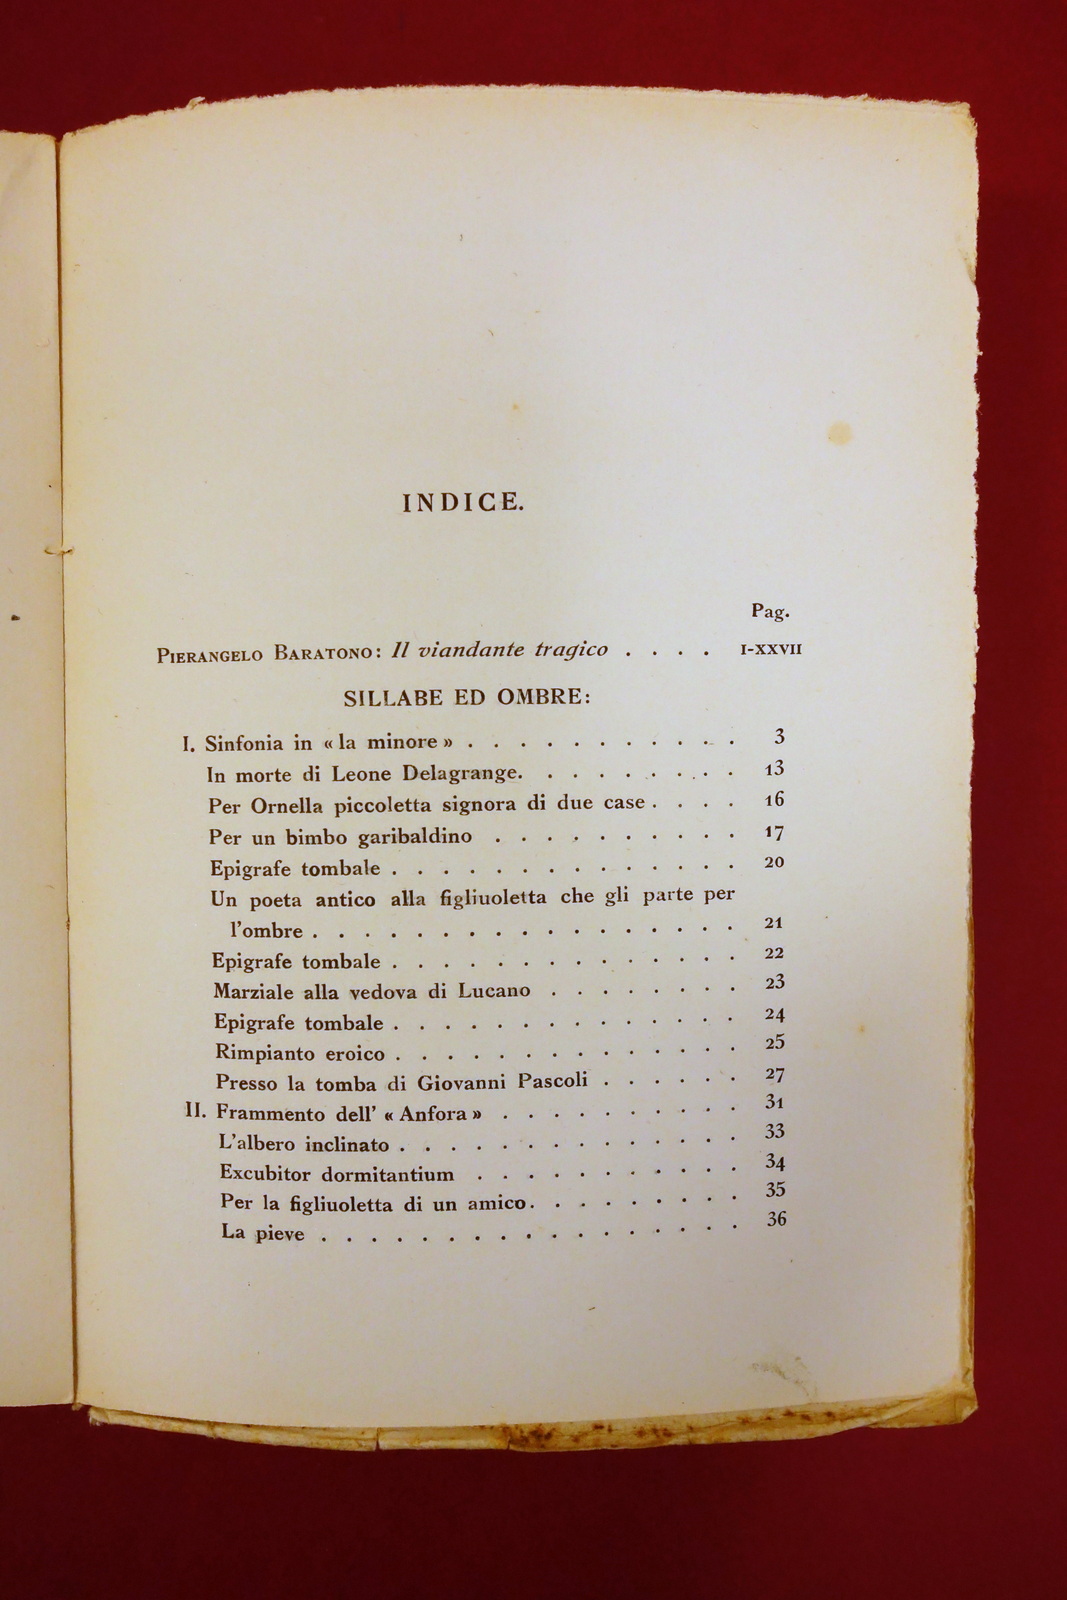 INDICE.
Pag.
PIERANGELO BARATONO: Il viandante tragico . . . . I-XXVII
SILLABE ED OMBRE:
I. Sinfonia in « la minore » . . . . . . . . . . . 3
In morte di Leone Delagrange. . . . . . . . . 13
Per Ornella piccoletta signora di due case . . . . 16
Per un bimbo garibaldino . . . . . . . . . . 17
Epigrafe tombale . . . . . . . . . . . . . . 20
Un poeta antico alla figliuoletta che gli parte per
l'ombre . . . . . . . . . . . . . . . . . 21
Epigrafe tombale . . . . . . . . . . . . . . 22
Marziale alla vedova di Lucano . . . . . . . . 23
Epigrafe tombale . . . . . . . . . . . . . . 24
Rimpianto eroico . . . . . . . . . . . . . . 25
Presso la tomba di Giovanni Pascoli . . . . . . 27
II. Frammento dell' « Anfora » . . . . . . . . . . 31
L'albero inclinato . . . . . . . . . . . . . . 33
Excubitor dormitantium . . . . . . . . . . . 34
Per la figliuoletta di un amico. . . . . . . . . 35
La pieve . . . . . . . . . . . . . . . . . 36